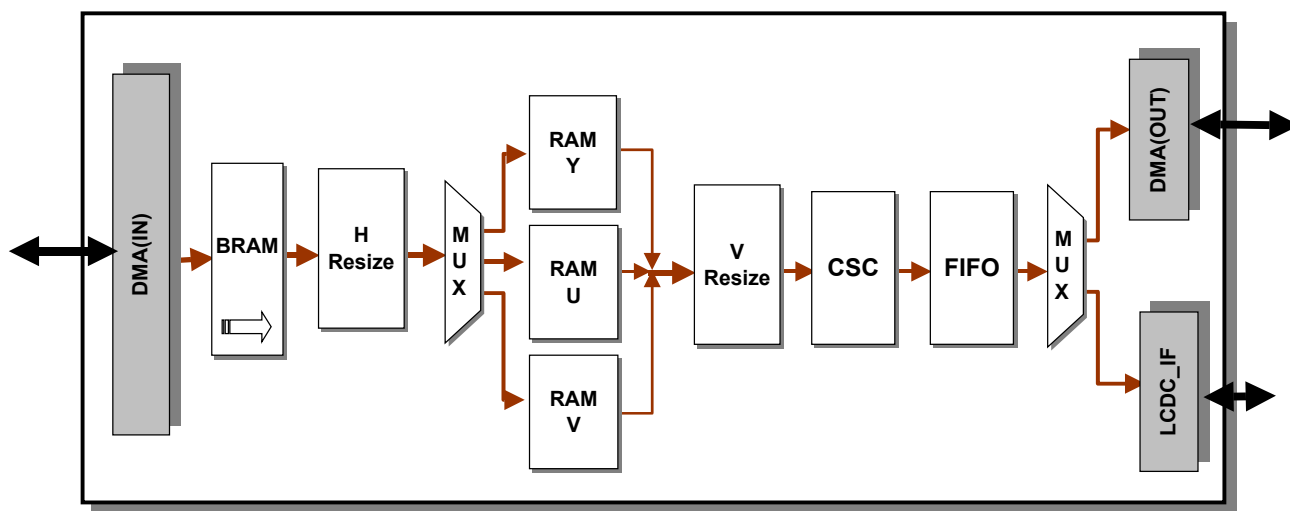 DMA(IN)
BRAM
H
Resize
M
U
X
RAM
Y
RAM
U
RAM
V
V
Resize
CSC
FIFO
M
U
X
DMA(OUT)
LCDC_IF